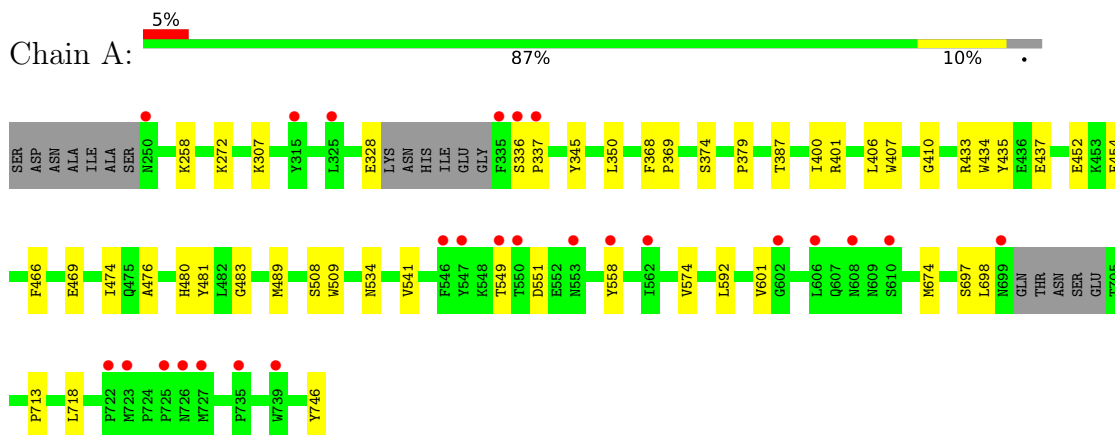 5%
Chain A:
87% 10% •
SER ASP ASN ALA ILE ALA SER N250 K258 K272 K307 Y315 L325 E328 LYS ASN HIS ILE GLU GLY F335 S336 P337 Y345 L350 F368 P369 S374 P379 T387 I400 R401 L406 W407 G410 R433 W434 Y435 E436 E437 E452 K453 E454
F466 E469 I474 Q475 A476 H480 Y481 L482 G483 M489 S508 W509 N534 V541 F546 Y547 K548 T549 T550 D551 E552 N553 Y558 I562 V574 L592 V601 G602 L606 Q607 N608 N609 S610 M674 S697 L698 N699 GLN THR ASN SER GLU T705
P713 L718 P722 M723 P724 P725 N726 M727 P735 W739 Y746